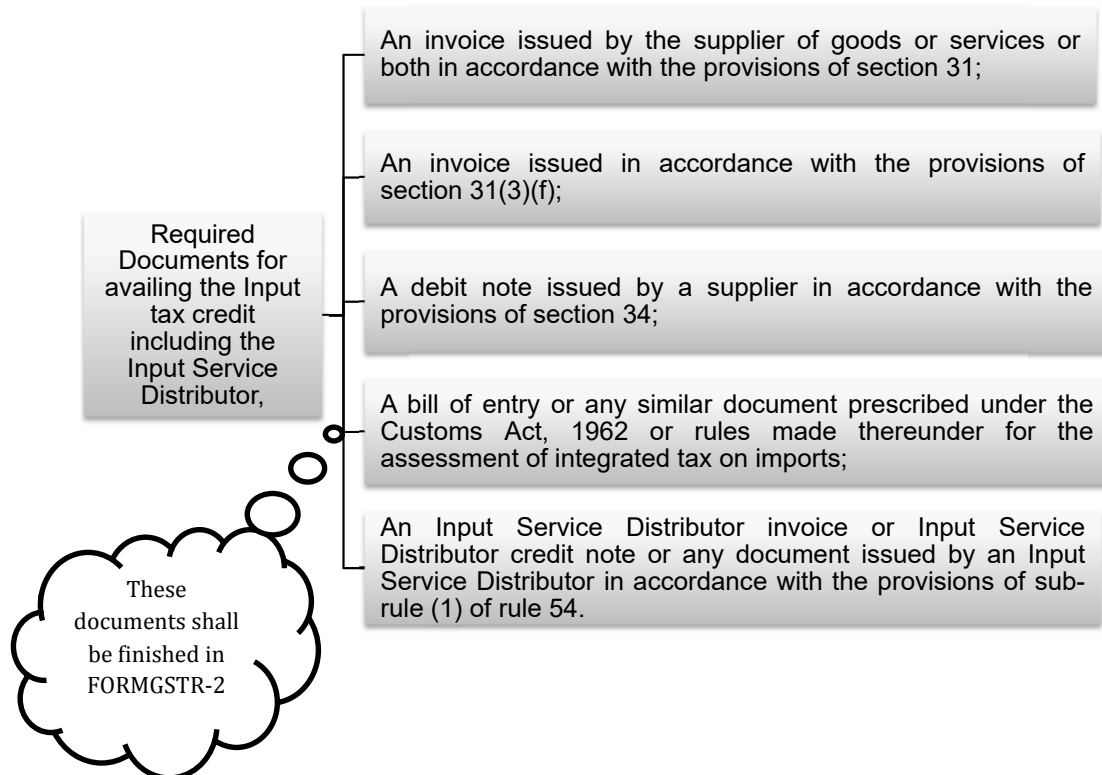 Required
Documents for
availing the Input
tax credit
including the
Input Service
Distributor,
An invoice issued by the supplier of goods or services or
both in accordance with the provisions of section 31;
An invoice issued in accordance with the provisions of
section 31(3)(f);
A debit note issued by a supplier in accordance with the
provisions of section 34;
A bill of entry or any similar document prescribed under the
Customs Act, 1962 or rules made thereunder for the
assessment of integrated tax on imports;
An Input Service Distributor invoice or Input Service
Distributor credit note or any document issued by an Input
Service Distributor in accordance with the provisions of sub-
rule (1) of rule 54.
These
documents shall
be finished in
FORMGSTR-2